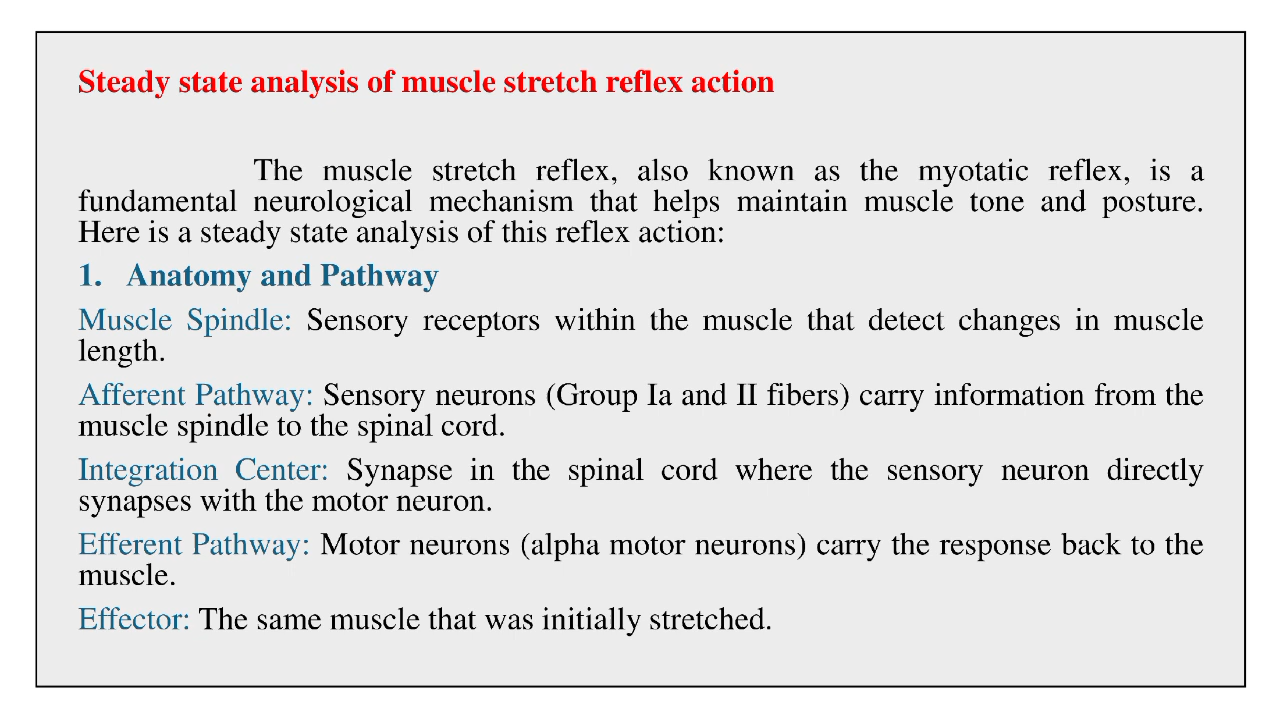 Steady state analysis of muscle stretch reflex action
The muscle stretch reflex, also known as the myotatic reflex, is a
fundamental neurological mechanism that helps maintain muscle tone and posture.
Here is a steady state analysis of this reflex action:
1. Anatomy and Pathway
Muscle Spindle: Sensory receptors within the muscle that detect changes in muscle
length.
Afferent Pathway: Sensory neurons (Group Ia and II fibers) carry information from the
muscle spindle to the spinal cord.
Integration Center: Synapse in the spinal cord where the sensory neuron directly
synapses with the motor neuron.
Efferent Pathway: Motor neurons (alpha motor neurons) carry the response back to the
muscle.
Effector: The same muscle that was initially stretched.